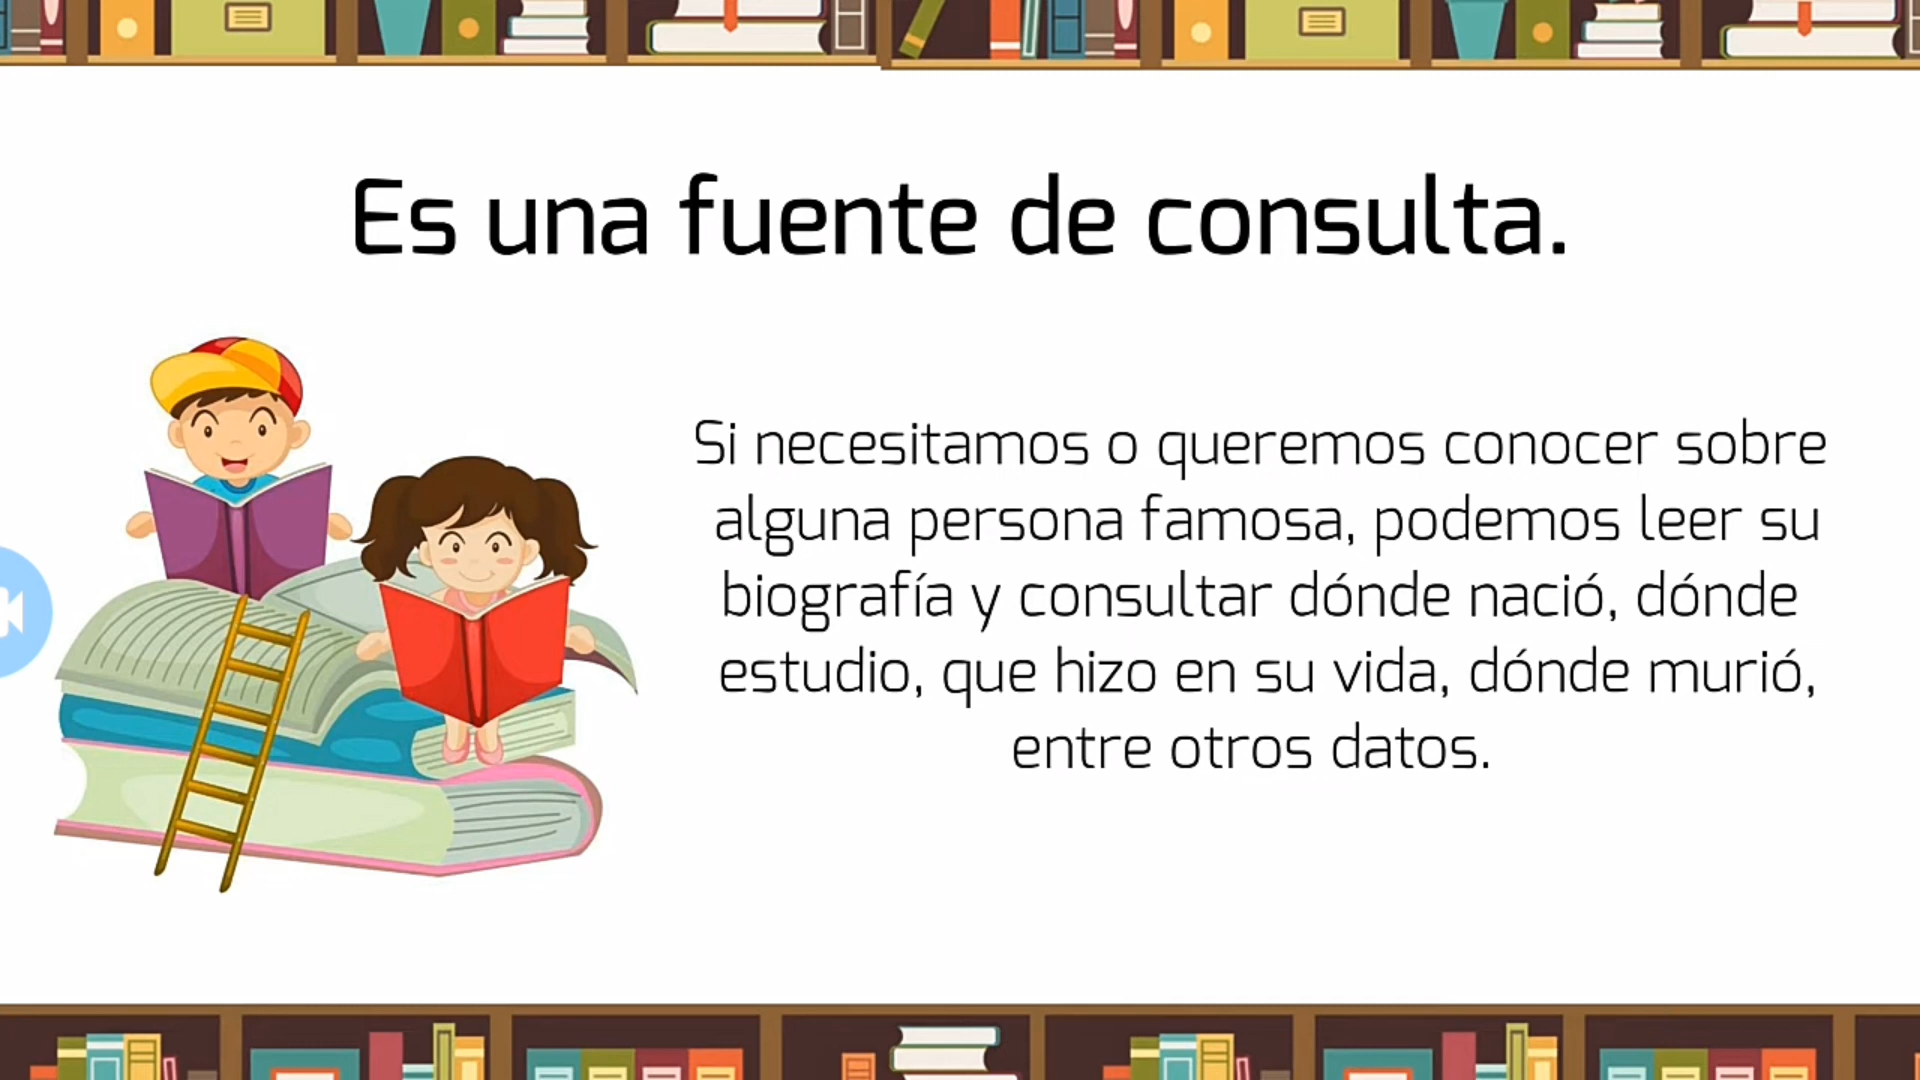 Es una fuente de consulta.
Si necesitamos o queremos conocer sobre
alguna persona famosa, podemos leer su
biografía y consultar dónde nació, dónde
estudio, que hizo en su vida, dónde murió,
entre otros datos.